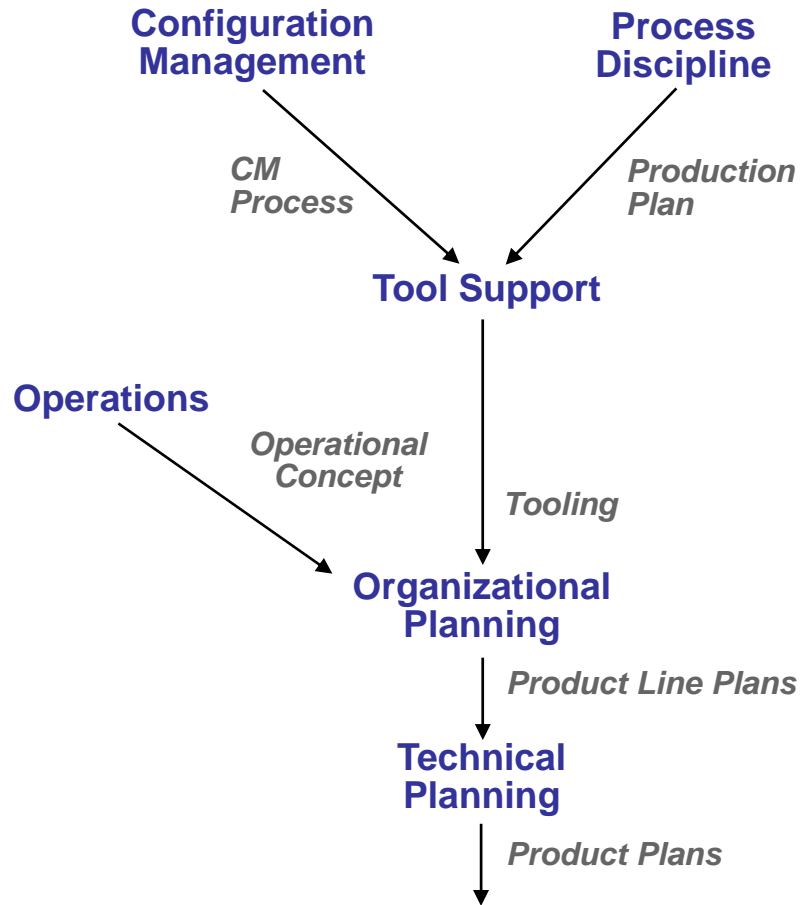 Configuration
Management
Process
Discipline
CM
Process
Production
Plan
Tool Support
Operations
Operational
Concept
Tooling
Organizational
Planning
Product Line Plans
Technical
Planning
Product Plans